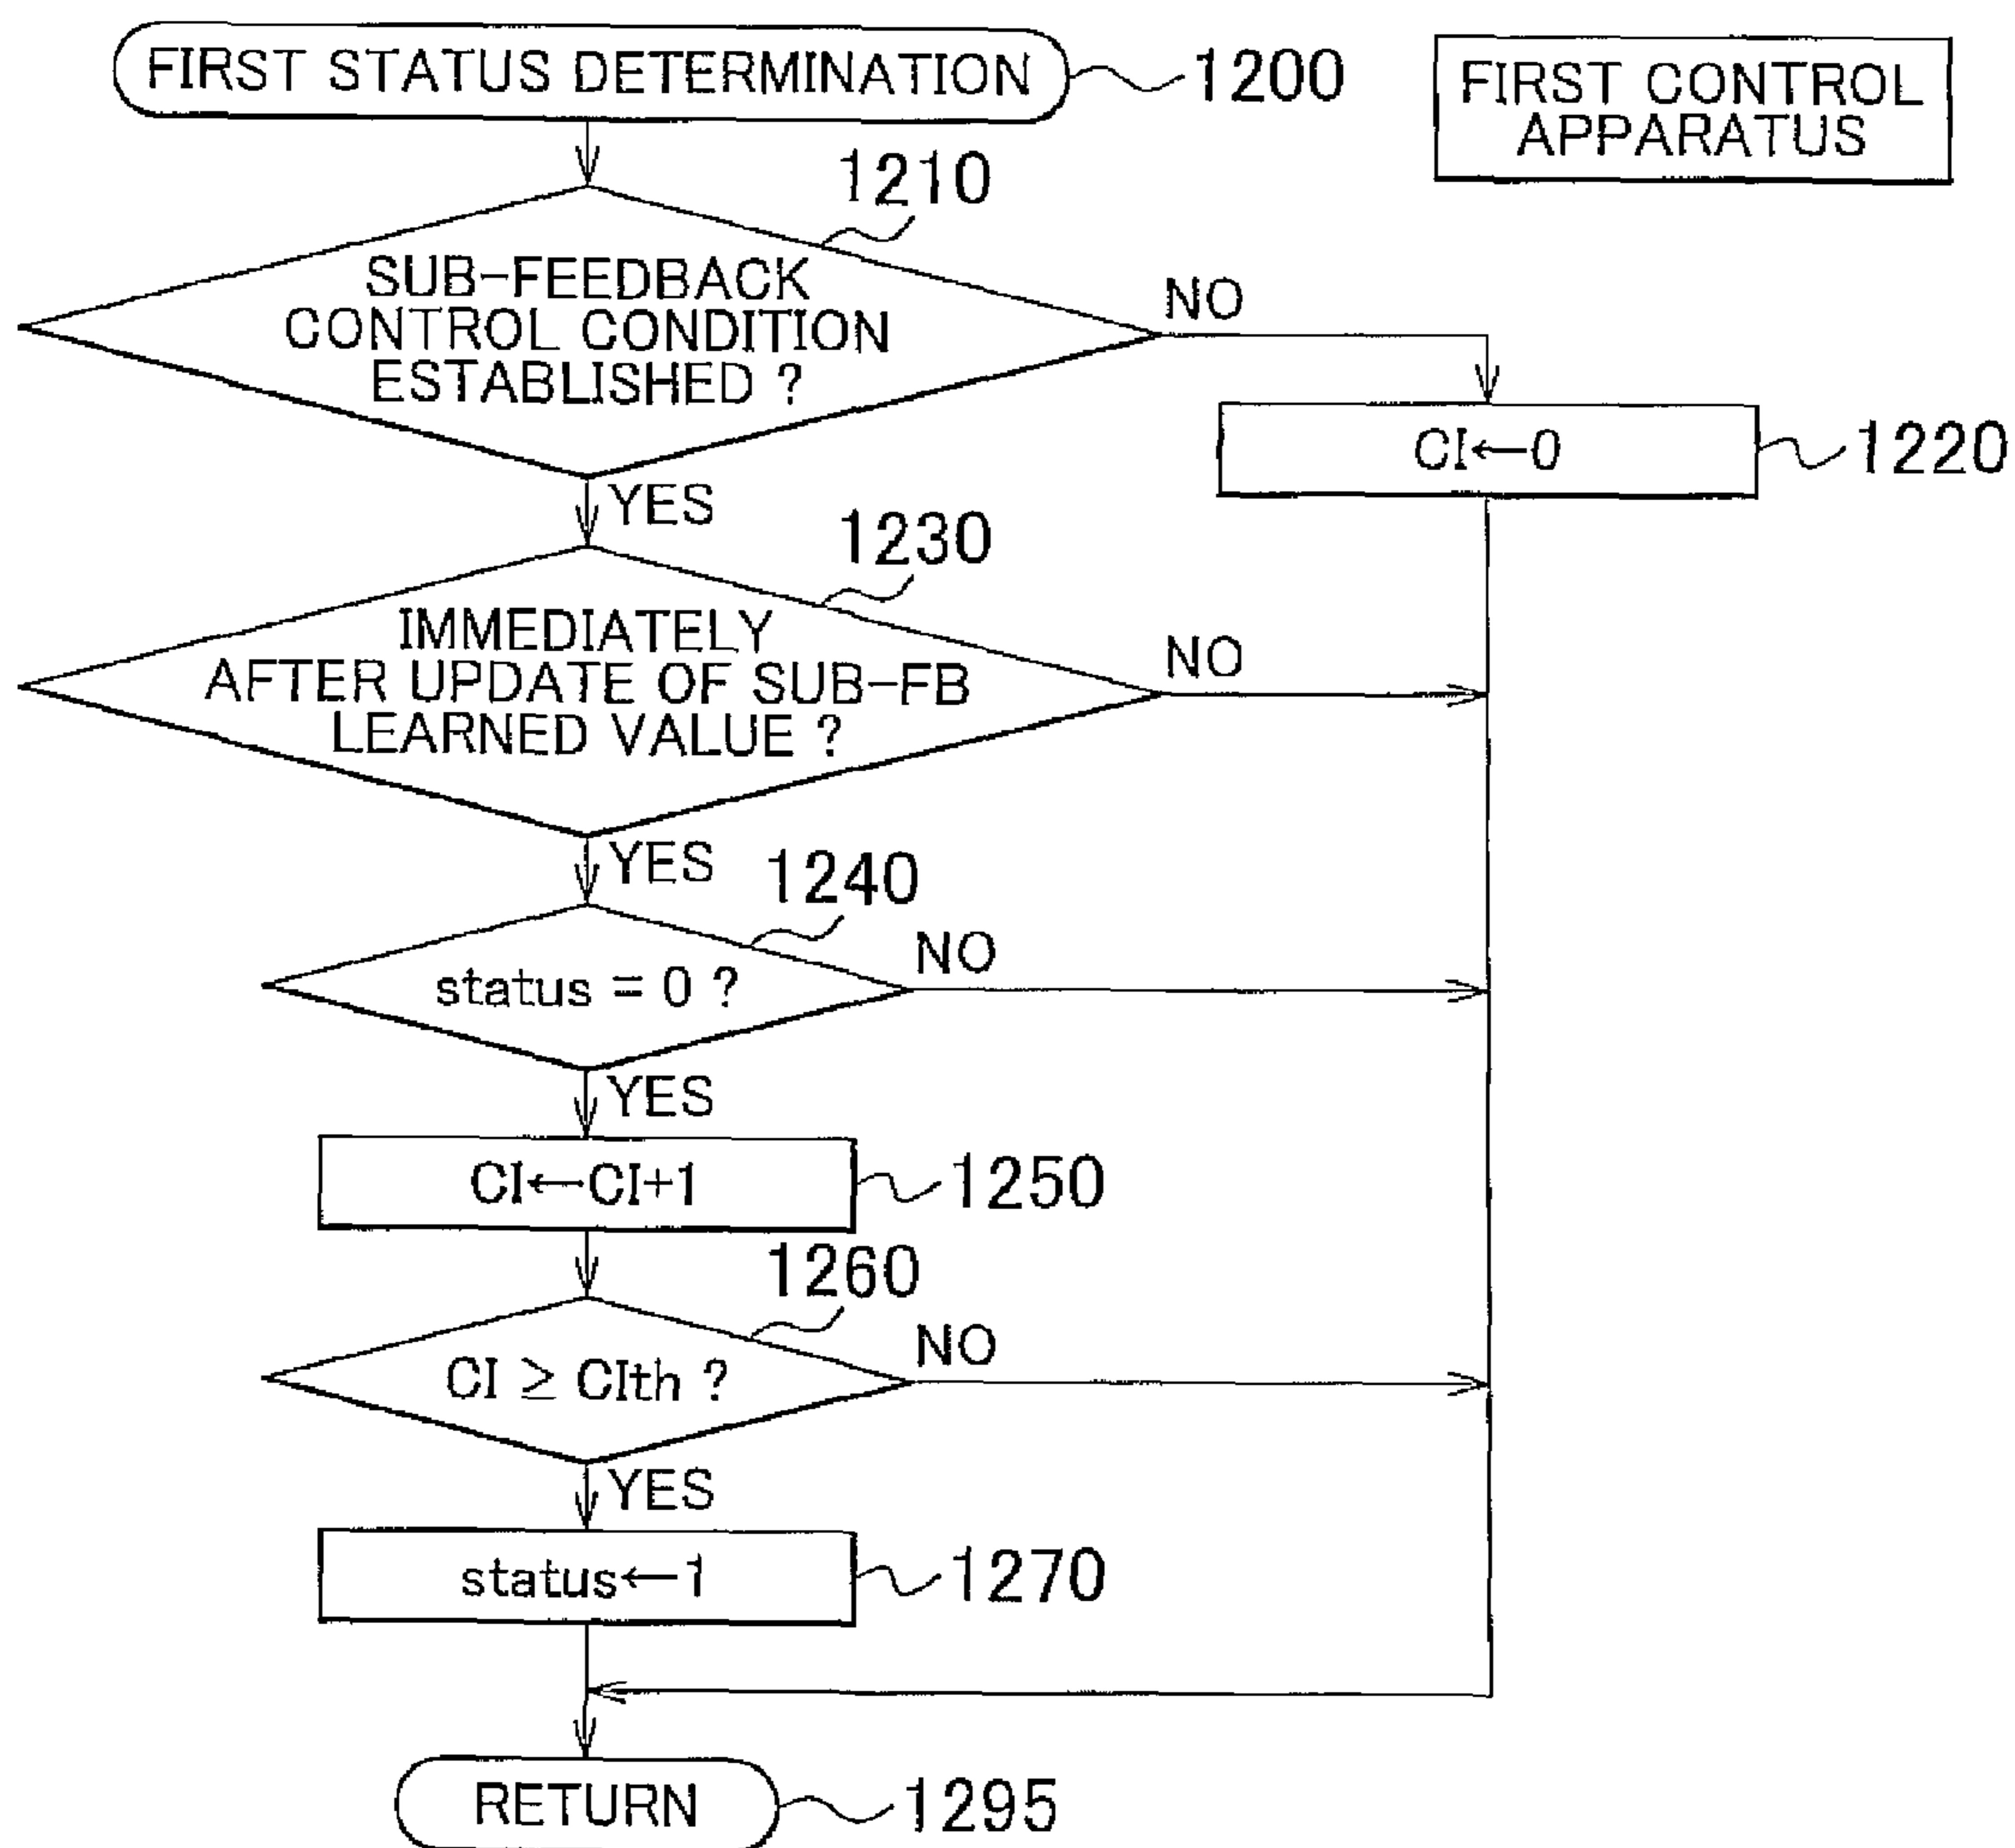 FIRST STATUS DETERMINATION
1200
FIRST CONTROL
APPARATUS
1210
SUB-FEEDBACK
CONTROL CONDITION
ESTABLISHED ?
NO
CI←0
1220
YES
1230
IMMEDIATELY
AFTER UPDATE OF SUB-FB
LEARNED VALUE ?
NO
YES
1240
status = 0 ?
NO
YES
CI←CI+1
1250
1260
CI ≥ CIth ?
NO
YES
status←1
1270
RETURN
1295